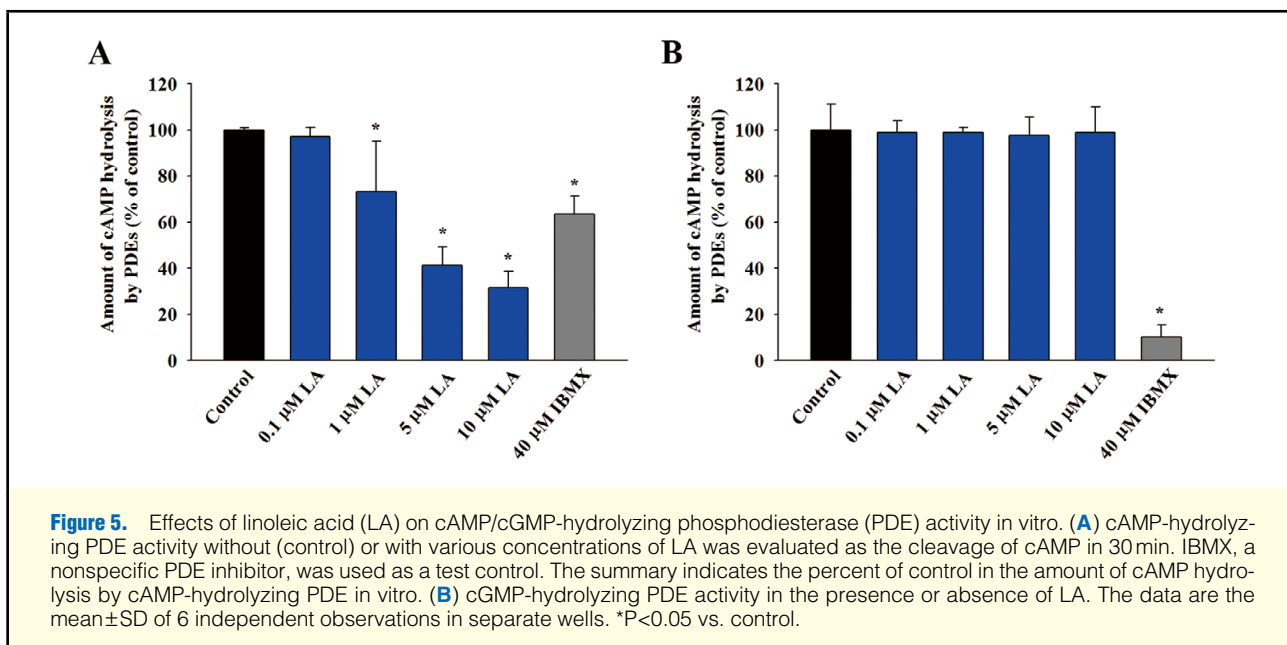 A
Amount of cAMP hydrolysis
by PDEs (% of control)
120
100
80
60
40
20
0
*
*
*
*
Control
0.1 µM LA
1 µM LA
5 µM LA
10 µM LA
40 µM IBMX
B
Amount of cAMP hydrolysis
by PDEs (% of control)
120
100
80
60
40
20
0
*
Control
0.1 µM LA
1 µM LA
5 µM LA
10 µM LA
40 µM IBMX
Figure 5. Effects of linoleic acid (LA) on cAMP/cGMP-hydrolyzing phosphodiesterase (PDE) activity in vitro. (A) cAMP-hydrolyz-
ing PDE activity without (control) or with various concentrations of LA was evaluated as the cleavage of cAMP in 30 min. IBMX, a
nonspecific PDE inhibitor, was used as a test control. The summary indicates the percent of control in the amount of cAMP hydro-
lysis by cAMP-hydrolyzing PDE in vitro. (B) cGMP-hydrolyzing PDE activity in the presence or absence of LA. The data are the
mean±SD of 6 independent observations in separate wells. *P<0.05 vs. control.